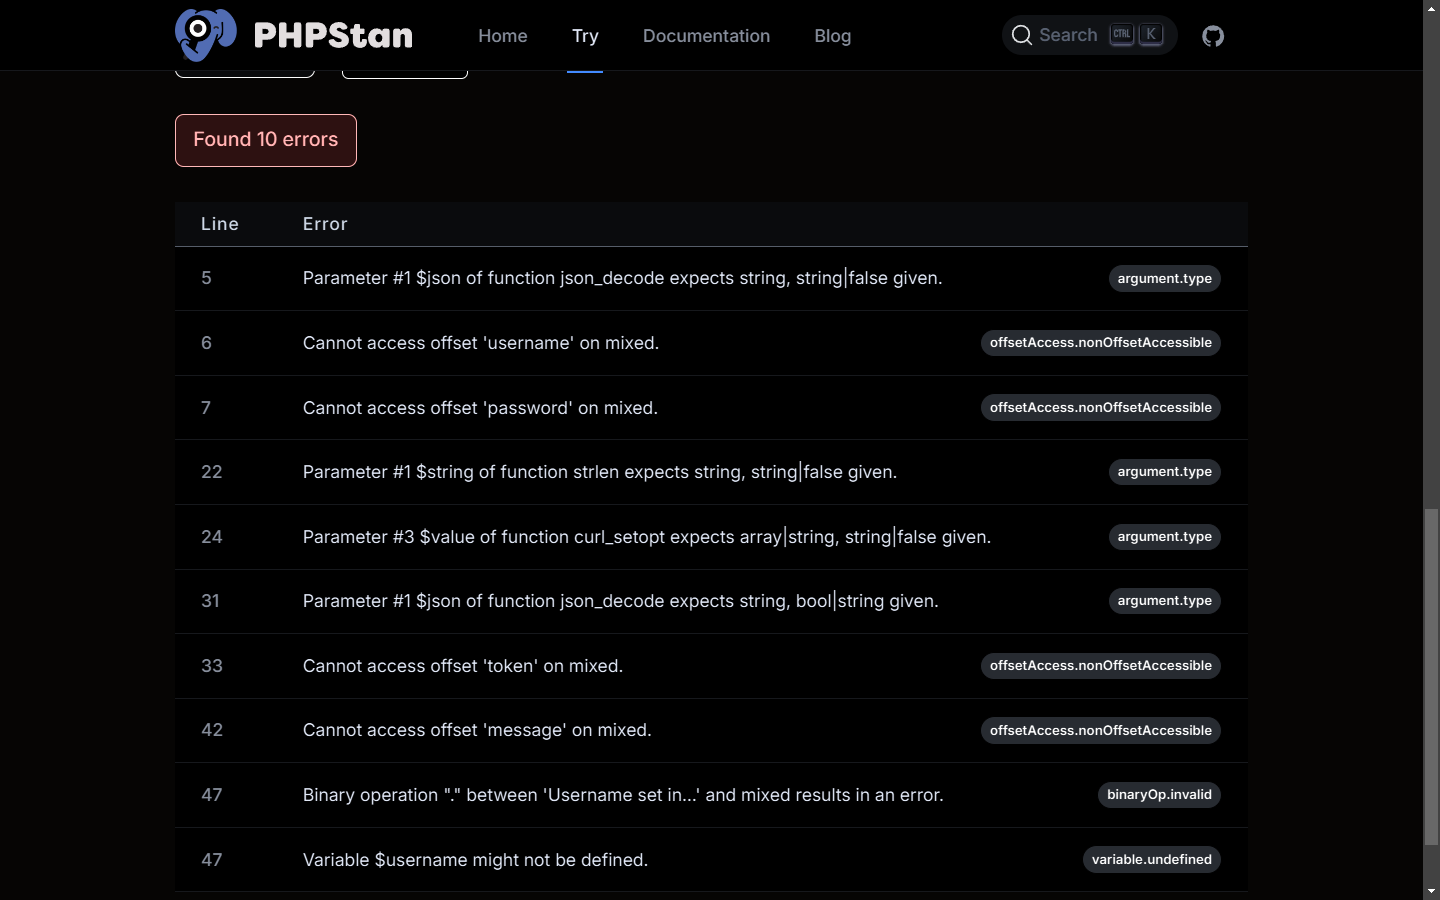 PHPStan Home Try Documentation Blog Search CTRL K
Found 10 errors
Line Error
5 Parameter #1 $json of function json_decode expects string, string|false given. argument.type
6 Cannot access offset 'username' on mixed. offsetAccess.nonOffsetAccessible
7 Cannot access offset 'password' on mixed. offsetAccess.nonOffsetAccessible
22 Parameter #1 $string of function strlen expects string, string|false given. argument.type
24 Parameter #3 $value of function curl_setopt expects array|string, string|false given. argument.type
31 Parameter #1 $json of function json_decode expects string, bool|string given. argument.type
33 Cannot access offset 'token' on mixed. offsetAccess.nonOffsetAccessible
42 Cannot access offset 'message' on mixed. offsetAccess.nonOffsetAccessible
47 Binary operation "." between 'Username set in...' and mixed results in an error. binaryOp.invalid
47 Variable $username might not be defined. variable.undefined